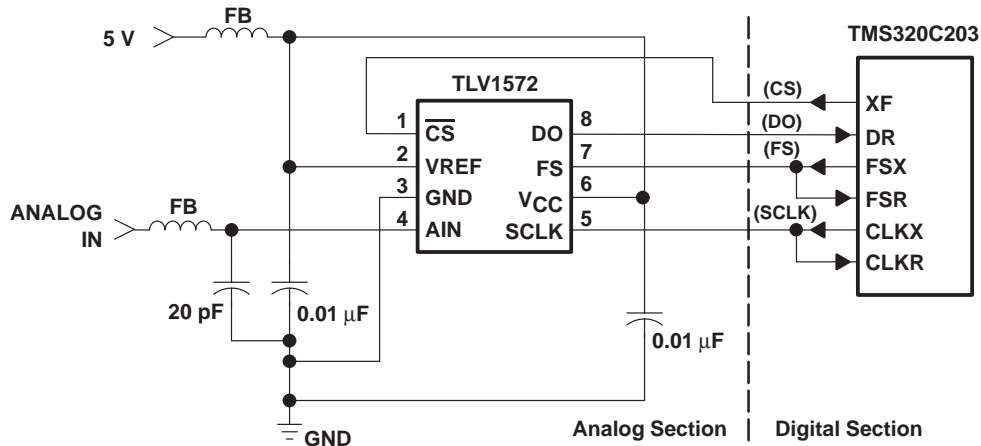 FB
5 V
TMS320C203
TLV1572
(CS)
XF
1
CS
DO
8
(DO)
DR
2
VREF
FS
7
(FS)
FSX
3
GND
VCC
6
FSR
ANALOG
IN
FB
4
AIN
SCLK
5
(SCLK)
CLKX
CLKR
20 pF
0.01 μF
0.01 μF
GND
Analog Section
Digital Section